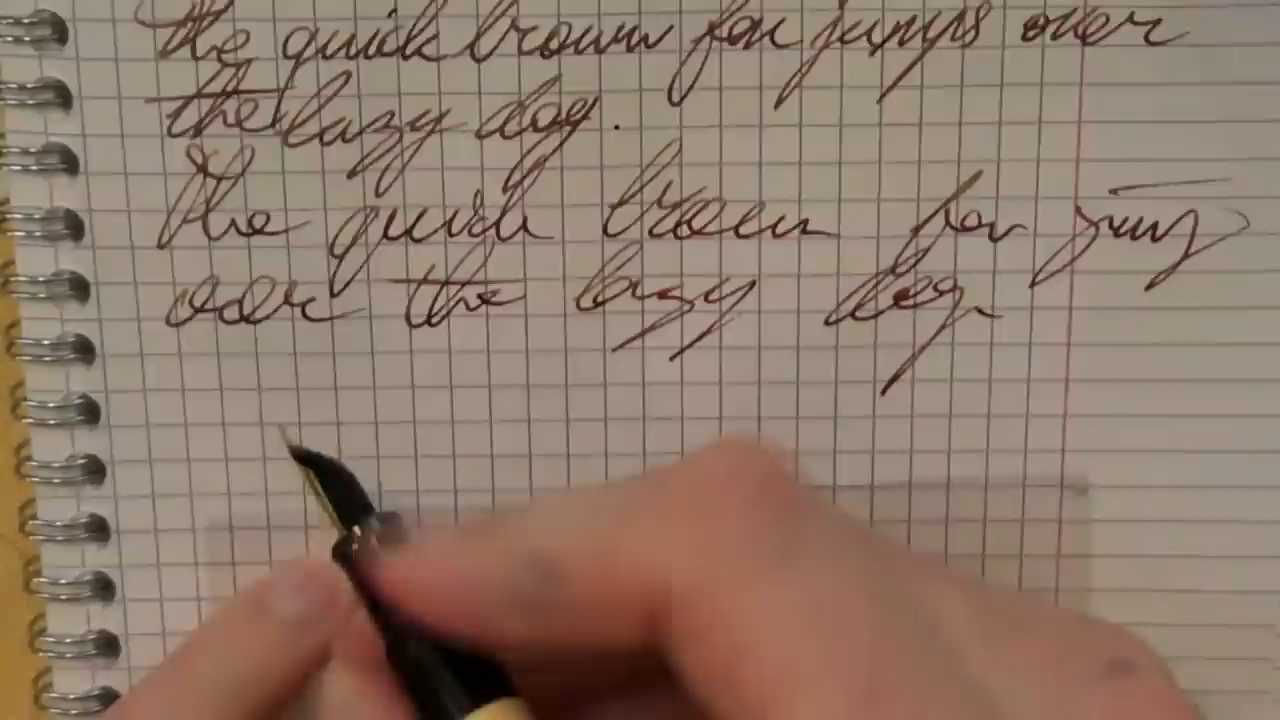 the quick brown fox jumps over
the lazy dog.
The quick brown fox jumps
over the lazy dog.